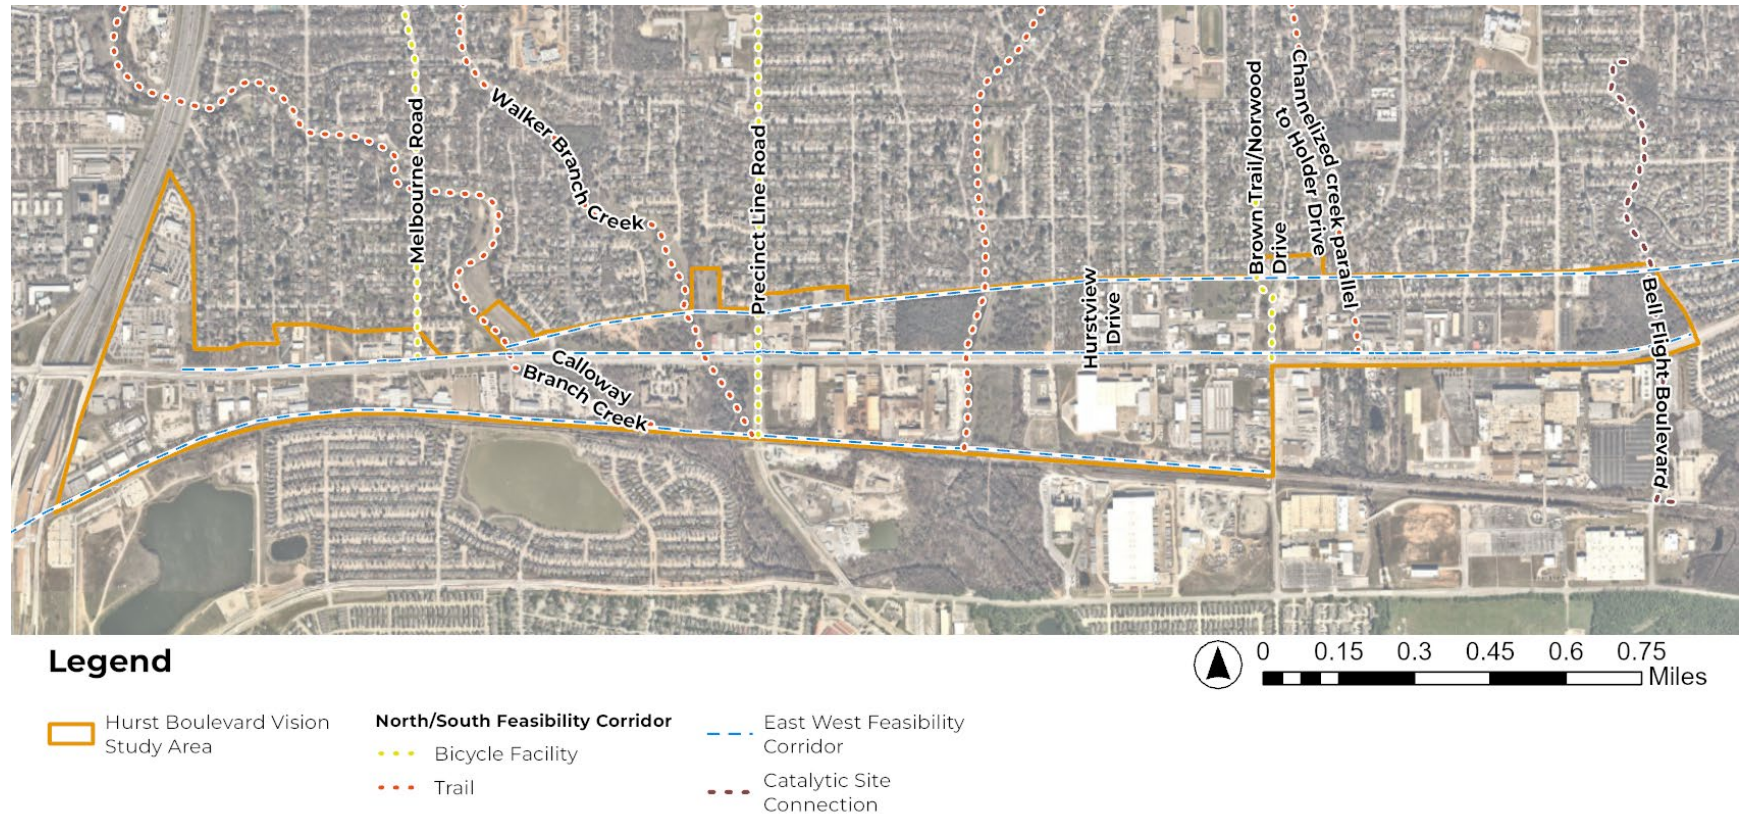 Melbourne Road
Walker Branch Creek
Precinct Line Road
Calloway
Branch Creek
Hurstview
Drive
Brown Trail/Norwood
Drive
Channelized creek parallel
to Holder Drive
Bell Flight Boulevard
Legend
0 0.15 0.3 0.45 0.6 0.75
Miles
Hurst Boulevard Vision
Study Area
North/South Feasibility Corridor
Bicycle Facility
Trail
East West Feasibility
Corridor
Catalytic Site
Connection